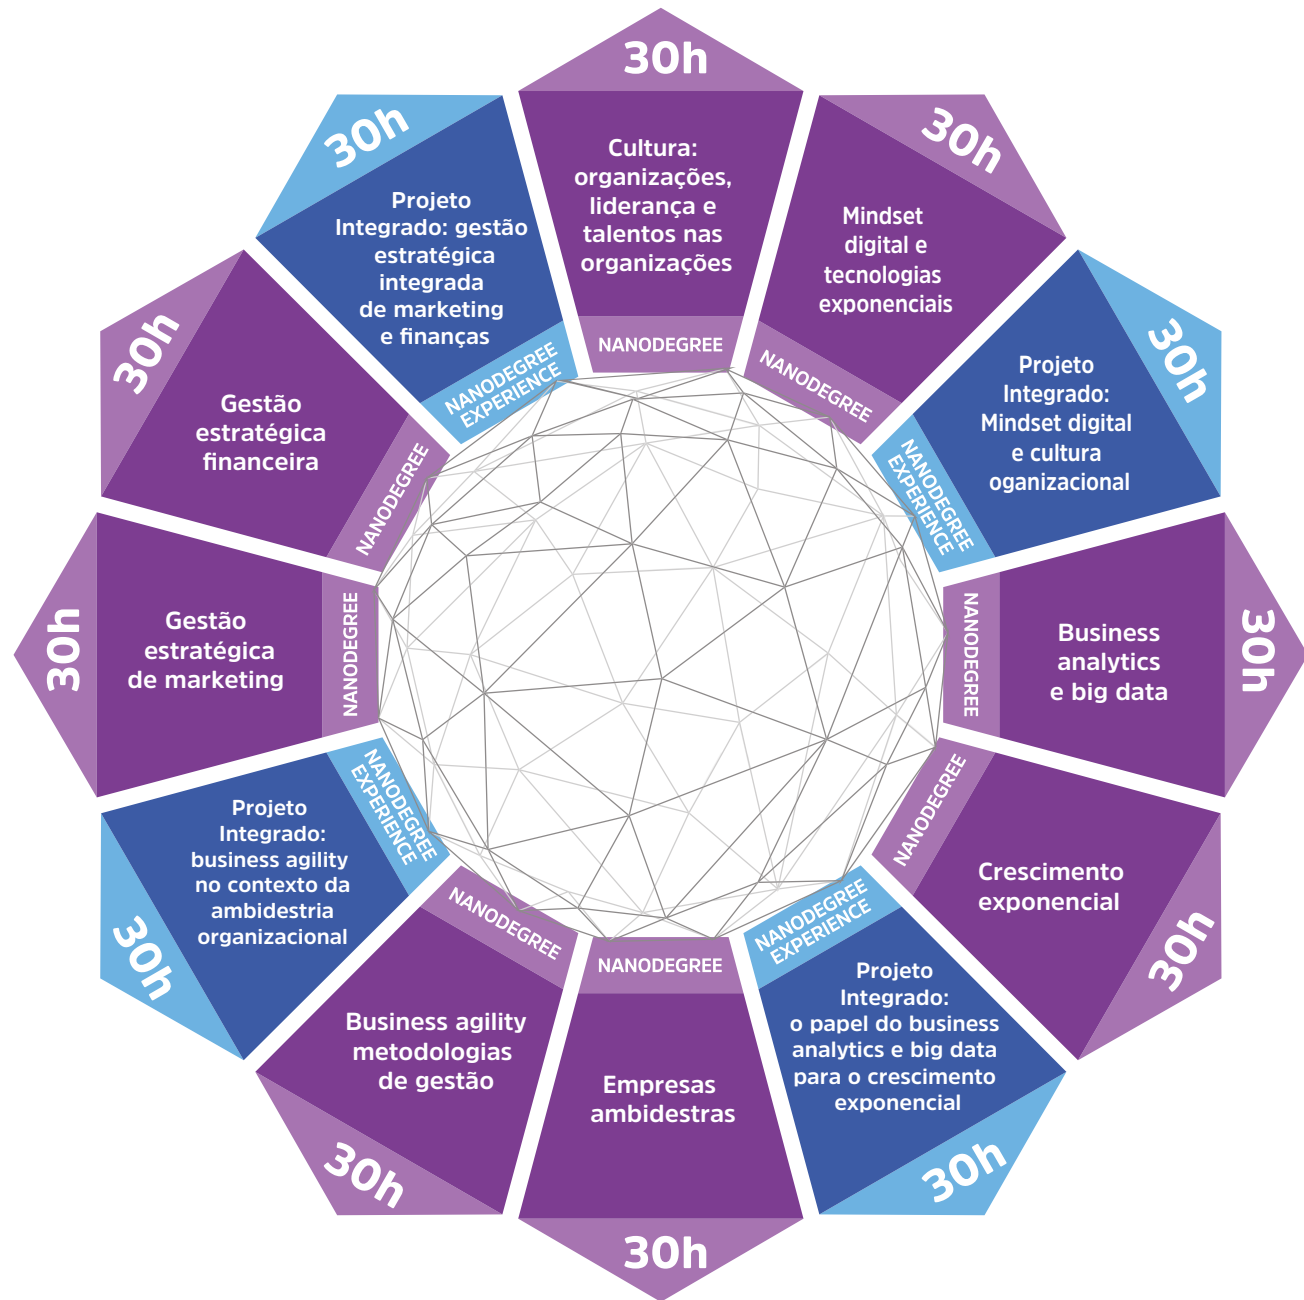 30h
Cultura:
organizações,
liderança e
talentos nas
organizações
NANODEGREE
30h
Mindset
digital e
tecnologias
exponenciais
NANODEGREE
30h
Projeto
Integrado:
Mindset digital
e cultura
oganizacional
NANODEGREE
EXPERIENCE
30h
Business
analytics
e big data
NANODEGREE
30h
Crescimento
exponencial
NANODEGREE
30h
Projeto
Integrado:
o papel do business
analytics e big data
para o crescimento
exponencial
NANODEGREE
EXPERIENCE
30h
Empresas
ambidestras
NANODEGREE
30h
Business agility
metodologias
de gestão
NANODEGREE
30h
Projeto
Integrado:
business agility
no contexto da
ambidestria
organizacional
NANODEGREE
EXPERIENCE
30h
Gestão
estratégica
de marketing
NANODEGREE
30h
Gestão
estratégica
financeira
NANODEGREE
30h
Projeto
Integrado: gestão
estratégica
integrada
de marketing
e finanças
NANODEGREE
EXPERIENCE